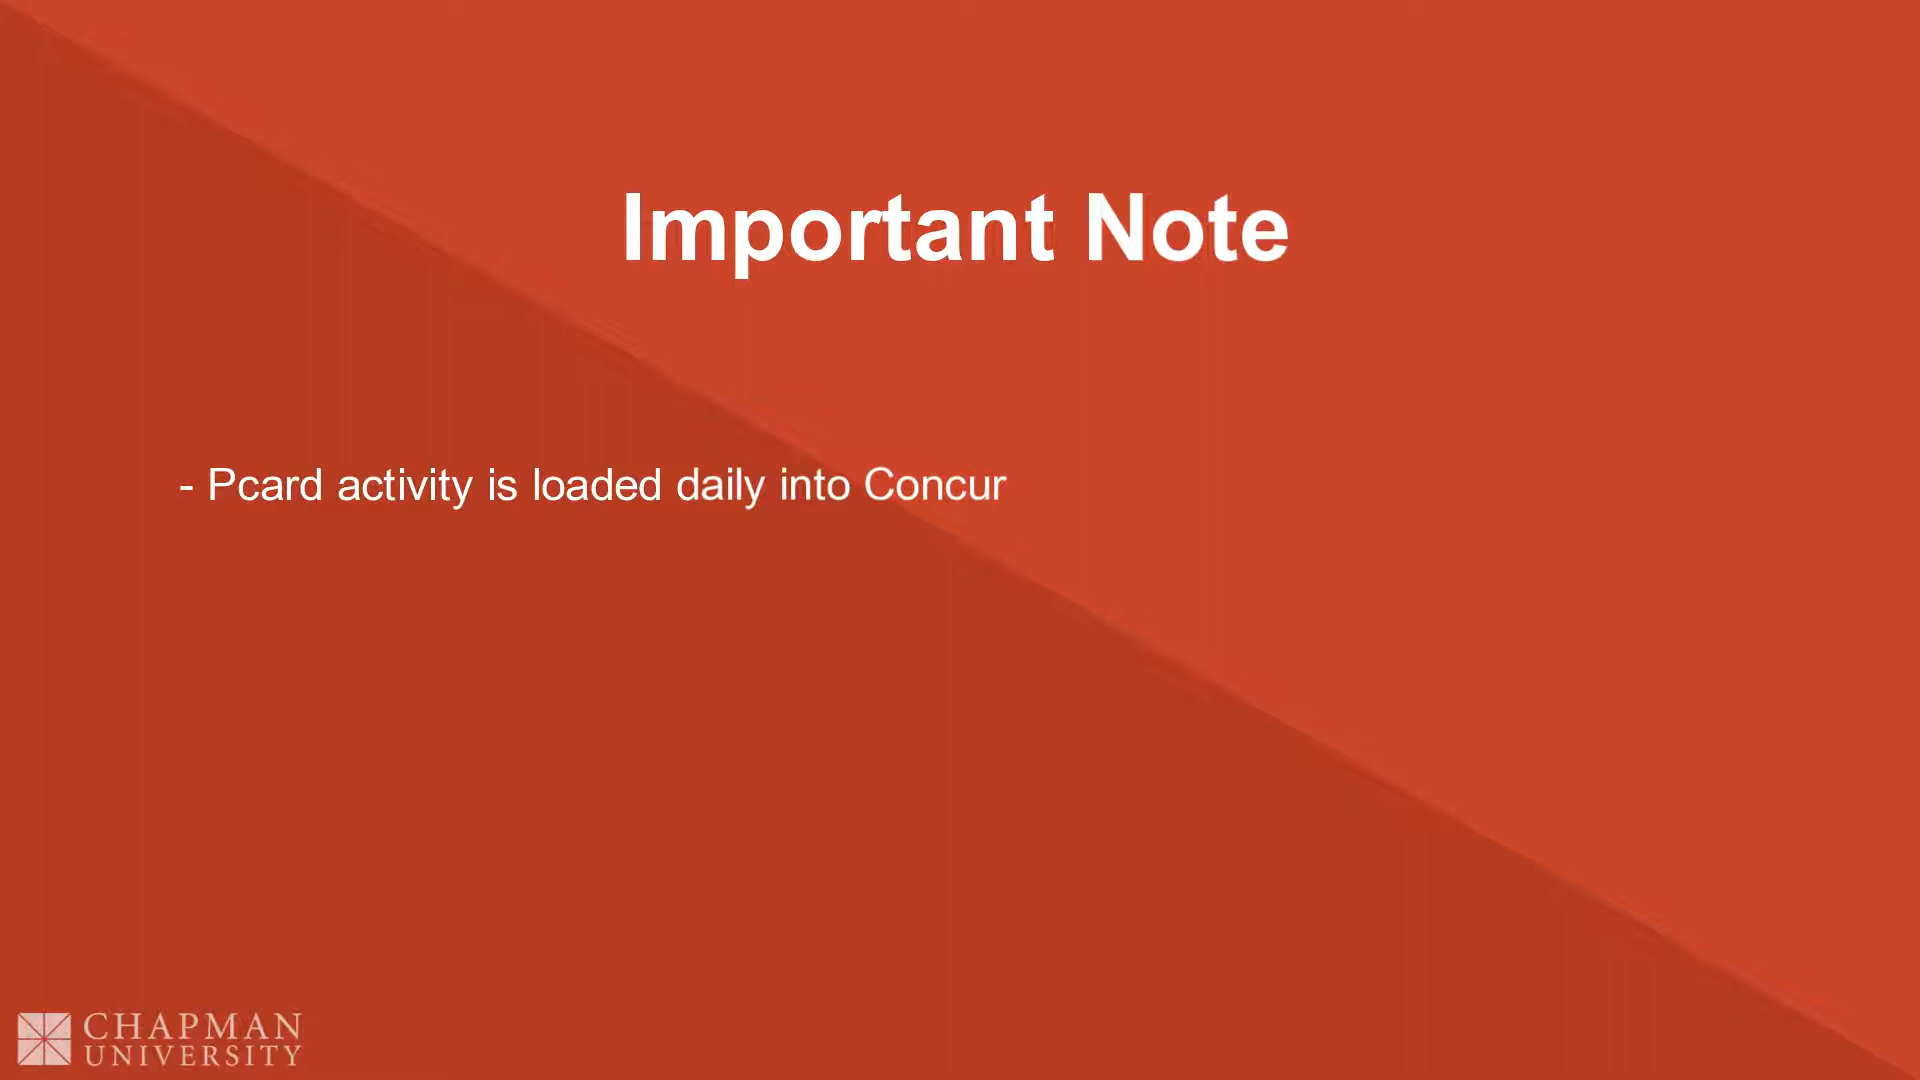 Important Note
- Pcard activity is loaded daily into Concur
CHAPMAN
UNIVERSITY